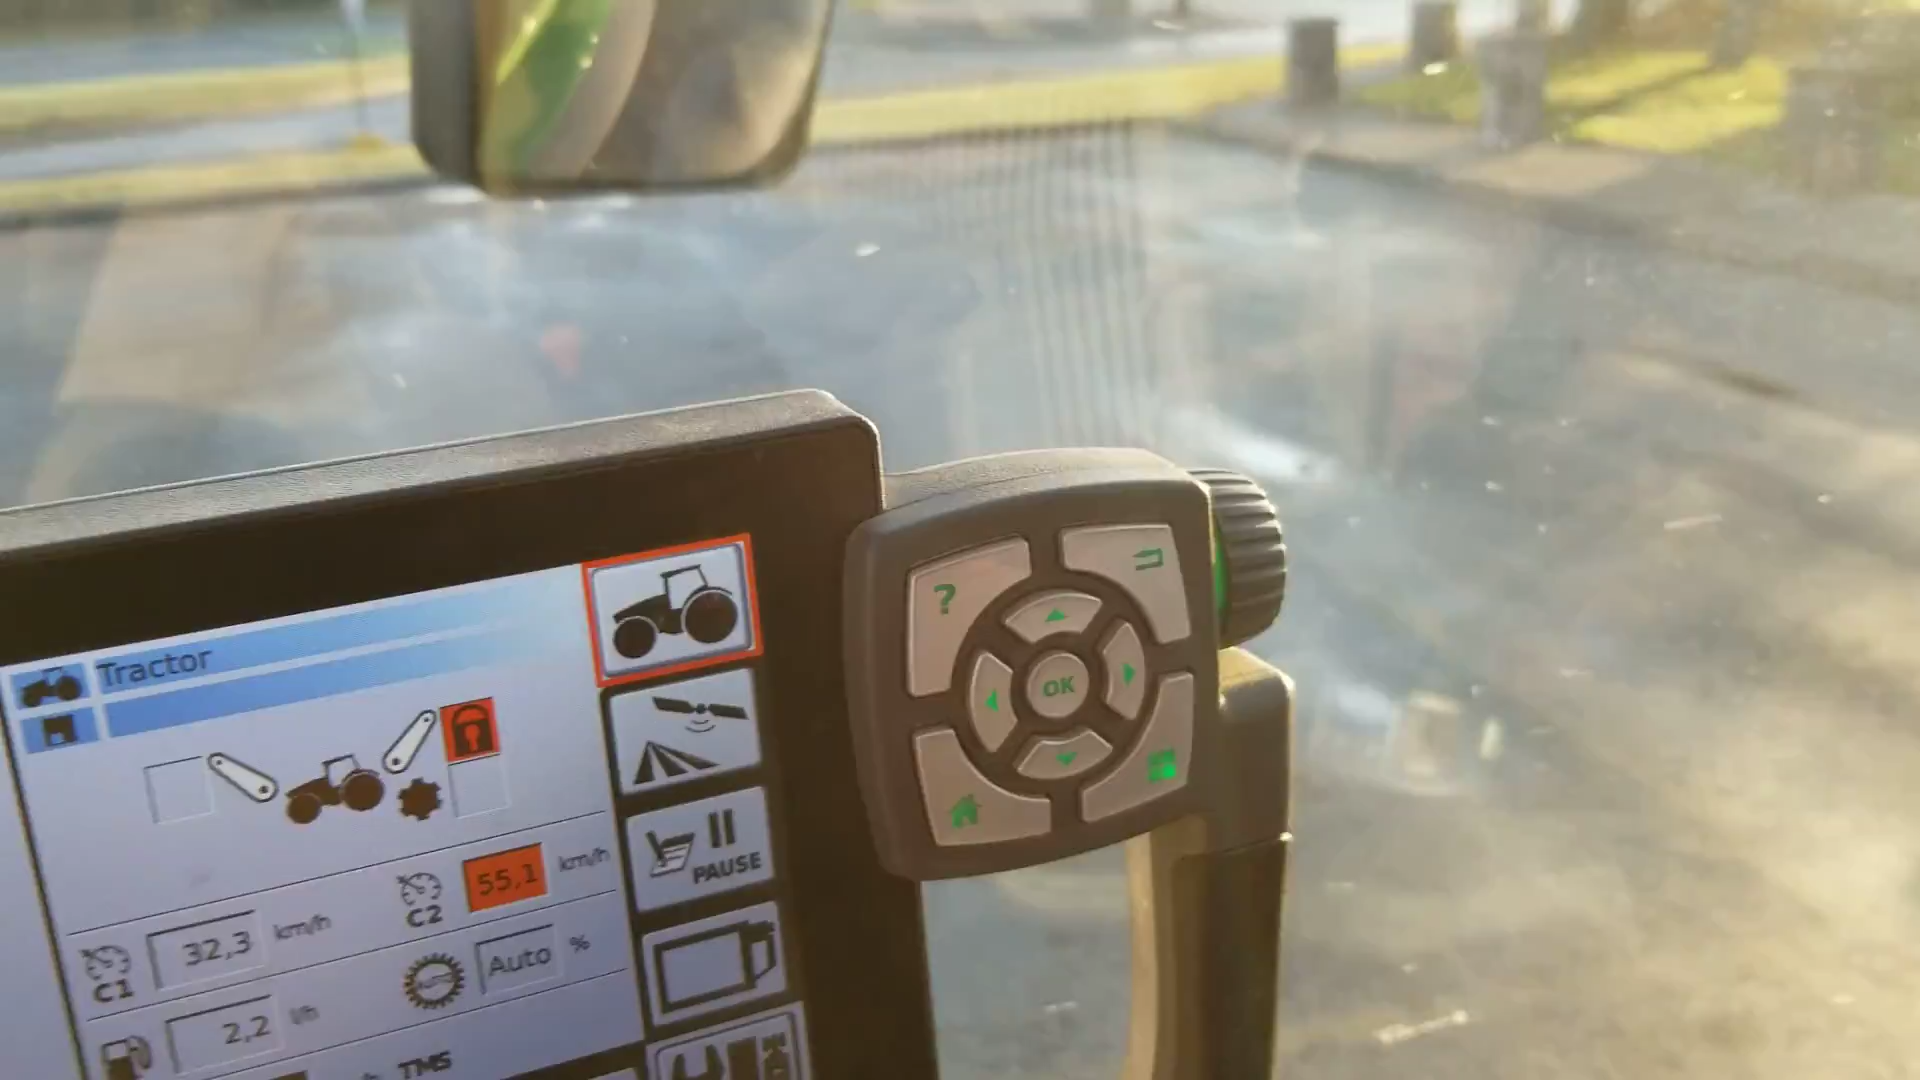 Tractor
?
OK
PAUSE
C2 55,1 km/h
C1 32,3 km/h
Auto %
2,2 l/h
TMS